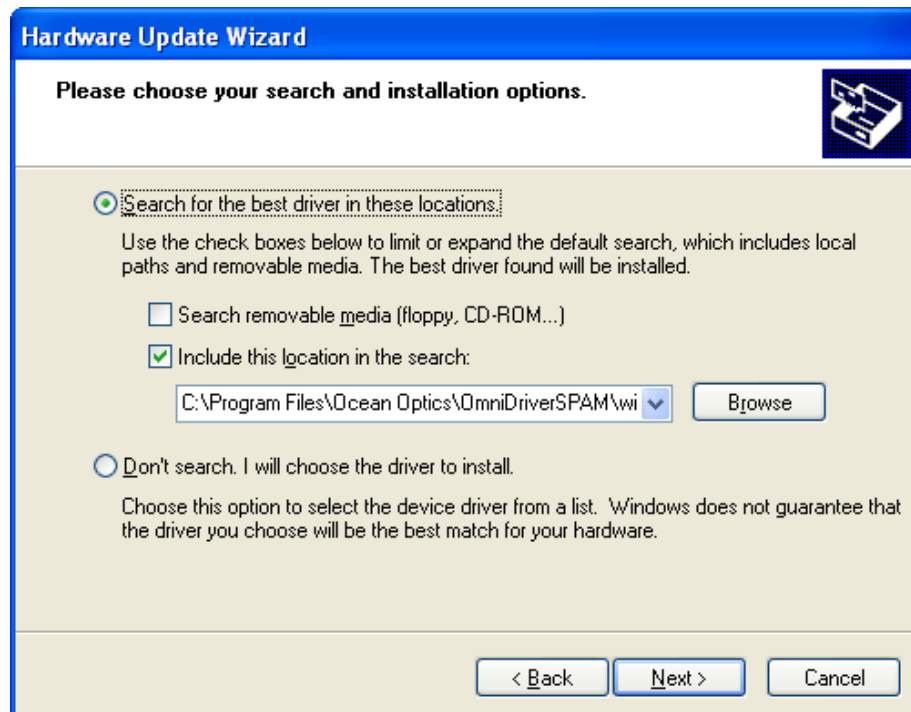 Hardware Update Wizard
Please choose your search and installation options.
Search for the best driver in these locations.
Use the check boxes below to limit or expand the default search, which includes local
paths and removable media. The best driver found will be installed.
Search removable media (floppy, CD-ROM...)
Include this location in the search:
C:\Program Files\Ocean Optics\OmniDriverSPAM\wi
Browse
Don't search. I will choose the driver to install.
Choose this option to select the device driver from a list.  Windows does not guarantee that
the driver you choose will be the best match for your hardware.
< Back Next > Cancel